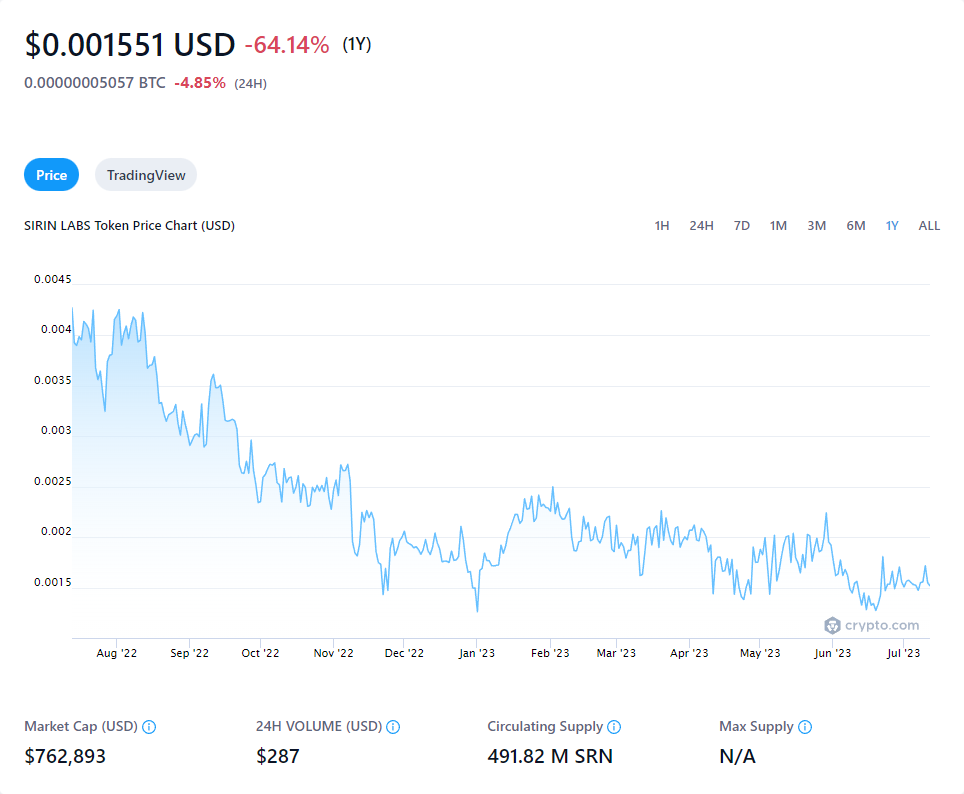 $0.001551 USD -64.14% (1Y)
0.00000005057 BTC -4.85% (24H)
Price TradingView
SIRIN LABS Token Price Chart (USD) 1H 24H 7D 1M 3M 6M 1Y ALL
0.0045
0.004
0.0035
0.003
0.0025
0.002
0.0015
crypto.com
Aug '22 Sep '22 Oct '22 Nov '22 Dec '22 Jan '23 Feb '23 Mar '23 Apr '23 May '23 Jun '23 Jul '23
Market Cap (USD) 24H VOLUME (USD) Circulating Supply Max Supply
$762,893 $287 491.82 M SRN N/A